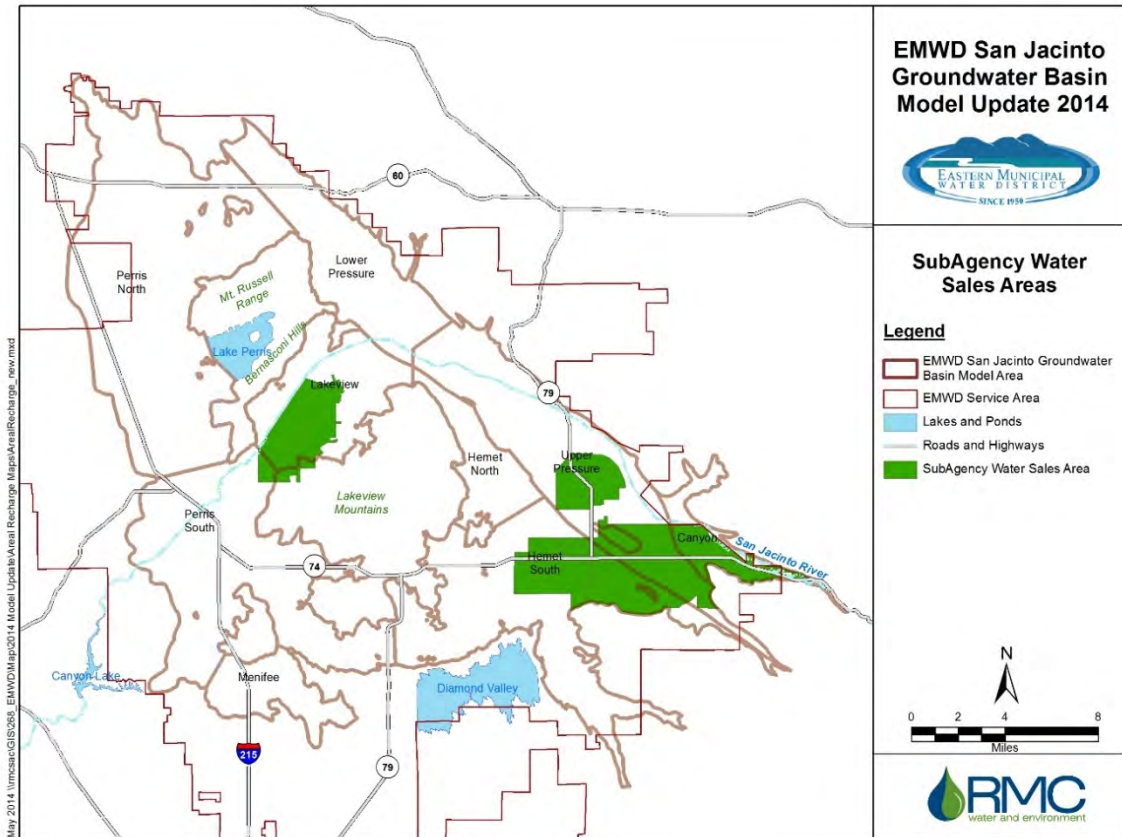 EMWD San Jacinto
Groundwater Basin
Model Update 2014
EASTERN MUNICIPAL
WATER DISTRICT
SINCE 1950
SubAgency Water
Sales Areas
Legend
EMWD San Jacinto Groundwater
Basin Model Area
EMWD Service Area
Lakes and Ponds
Roads and Highways
SubAgency Water Sales Area
N
0 2 4 8
Miles
RMC
water and environment
60
Lower
Pressure
Perris
North
Mt. Russell
Range
Lake Perris
Bernasconi Hills
Lakeview
79
Hemet
North
Upper
Pressure
Lakeview
Mountains
Perris
South
Canyon
San Jacinto River
Hemet
South
74
Canyon Lake
Menifee
Diamond Valley
215
79
May 2014 \\rmcsac\GIS\268_EMWD\Map\2014 Model Update\Areal Recharge Maps\ArealRecharge_new.mxd